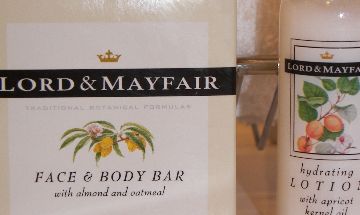 LORD & MAYFAIR
TRADITIONAL BOTANICAL FORMULAS
FACE & BODY BAR
with almond and oatmeal
LORD & MAYFAIR
hydrating
LOTION
with apricot
kernel oil